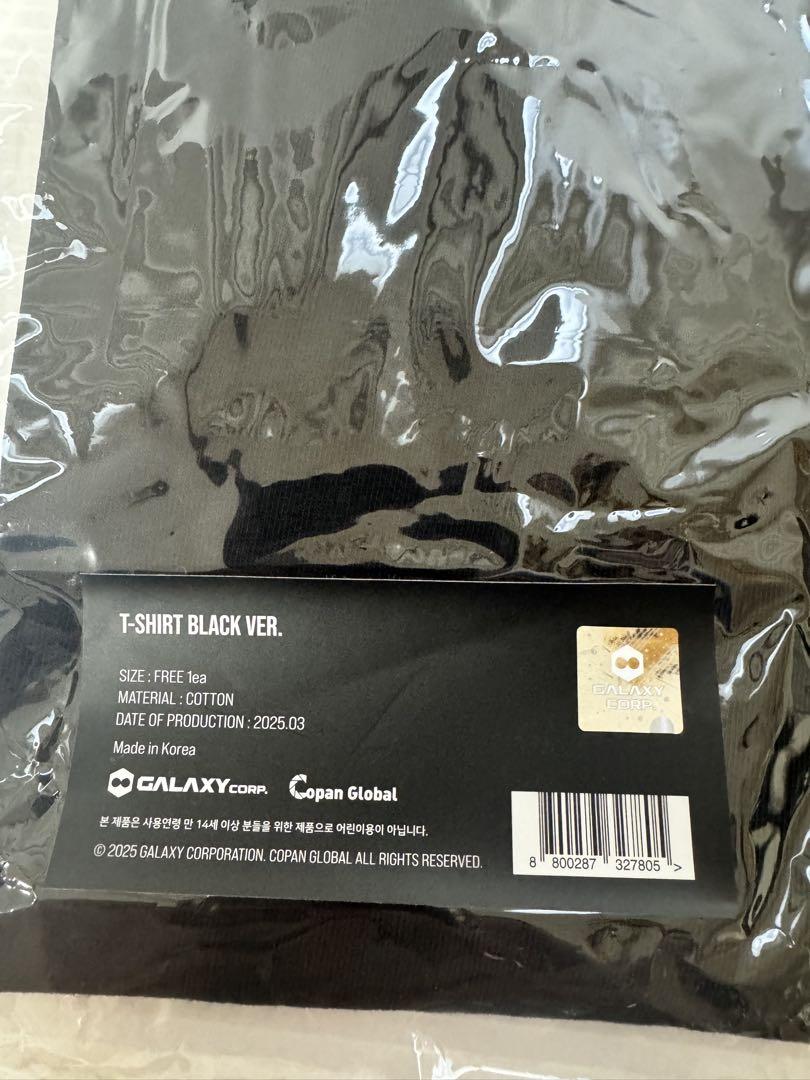 T-SHIRT BLACK VER.
SIZE : FREE 1ea
MATERIAL : COTTON
DATE OF PRODUCTION : 2025.03
Made in Korea
GALAXY CORP.
GALAXYCORP. Copan Global
본 제품은 사용연령 만 14세 이상 분들을 위한 제품으로 어린이용이 아닙니다.
© 2025 GALAXY CORPORATION. COPAN GLOBAL ALL RIGHTS RESERVED.
8 800287 327805 >